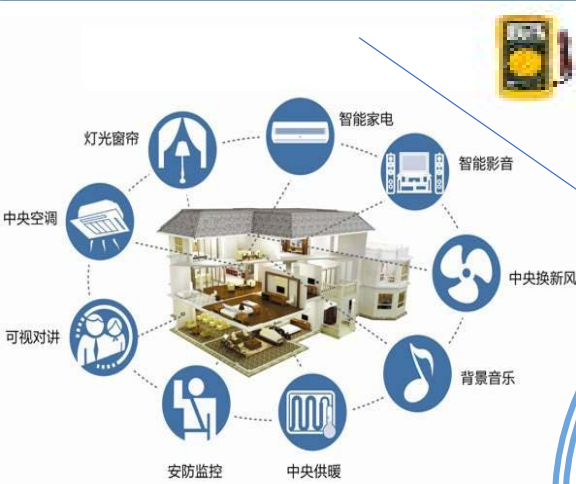 智能家电
灯光窗帘
智能影音
中央空调
中央换新风
可视对讲
背景音乐
安防监控
中央供暖